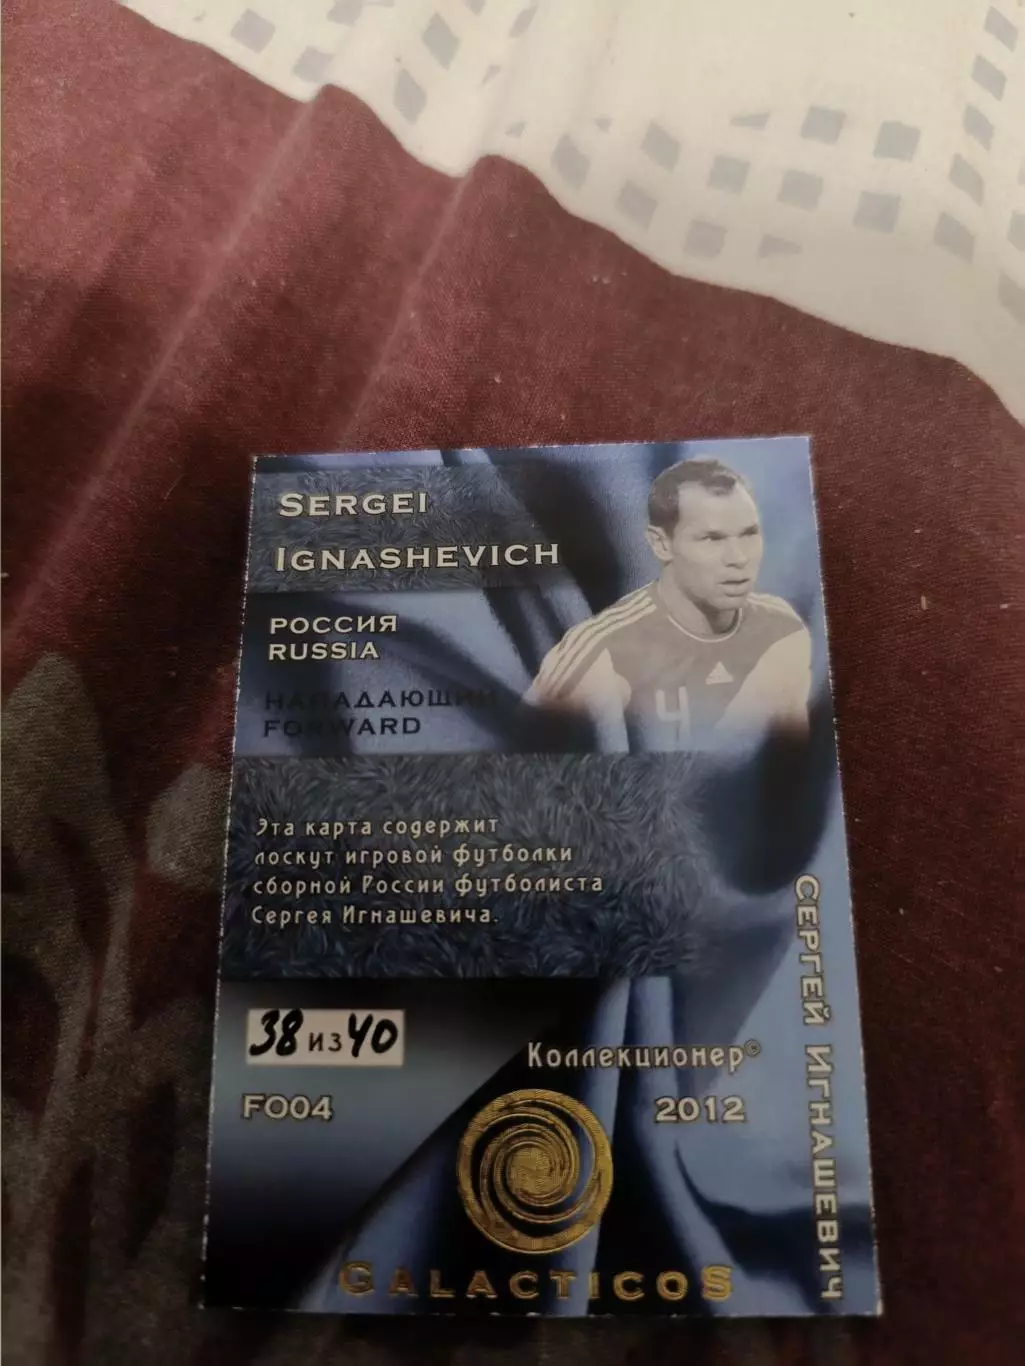 SERGEI
IGNASHEVICH
РОССИЯ
RUSSIA
НАПАДАЮЩИЙ
FORWARD
4
Эта карта содержит
лоскут игровой футболки
сборной России футболиста
Сергея Игнашевича.
38 из 40
Коллекционер©
FO04
2012
GALACTICOS
СЕРГЕЙ ИГНАШЕВИЧ